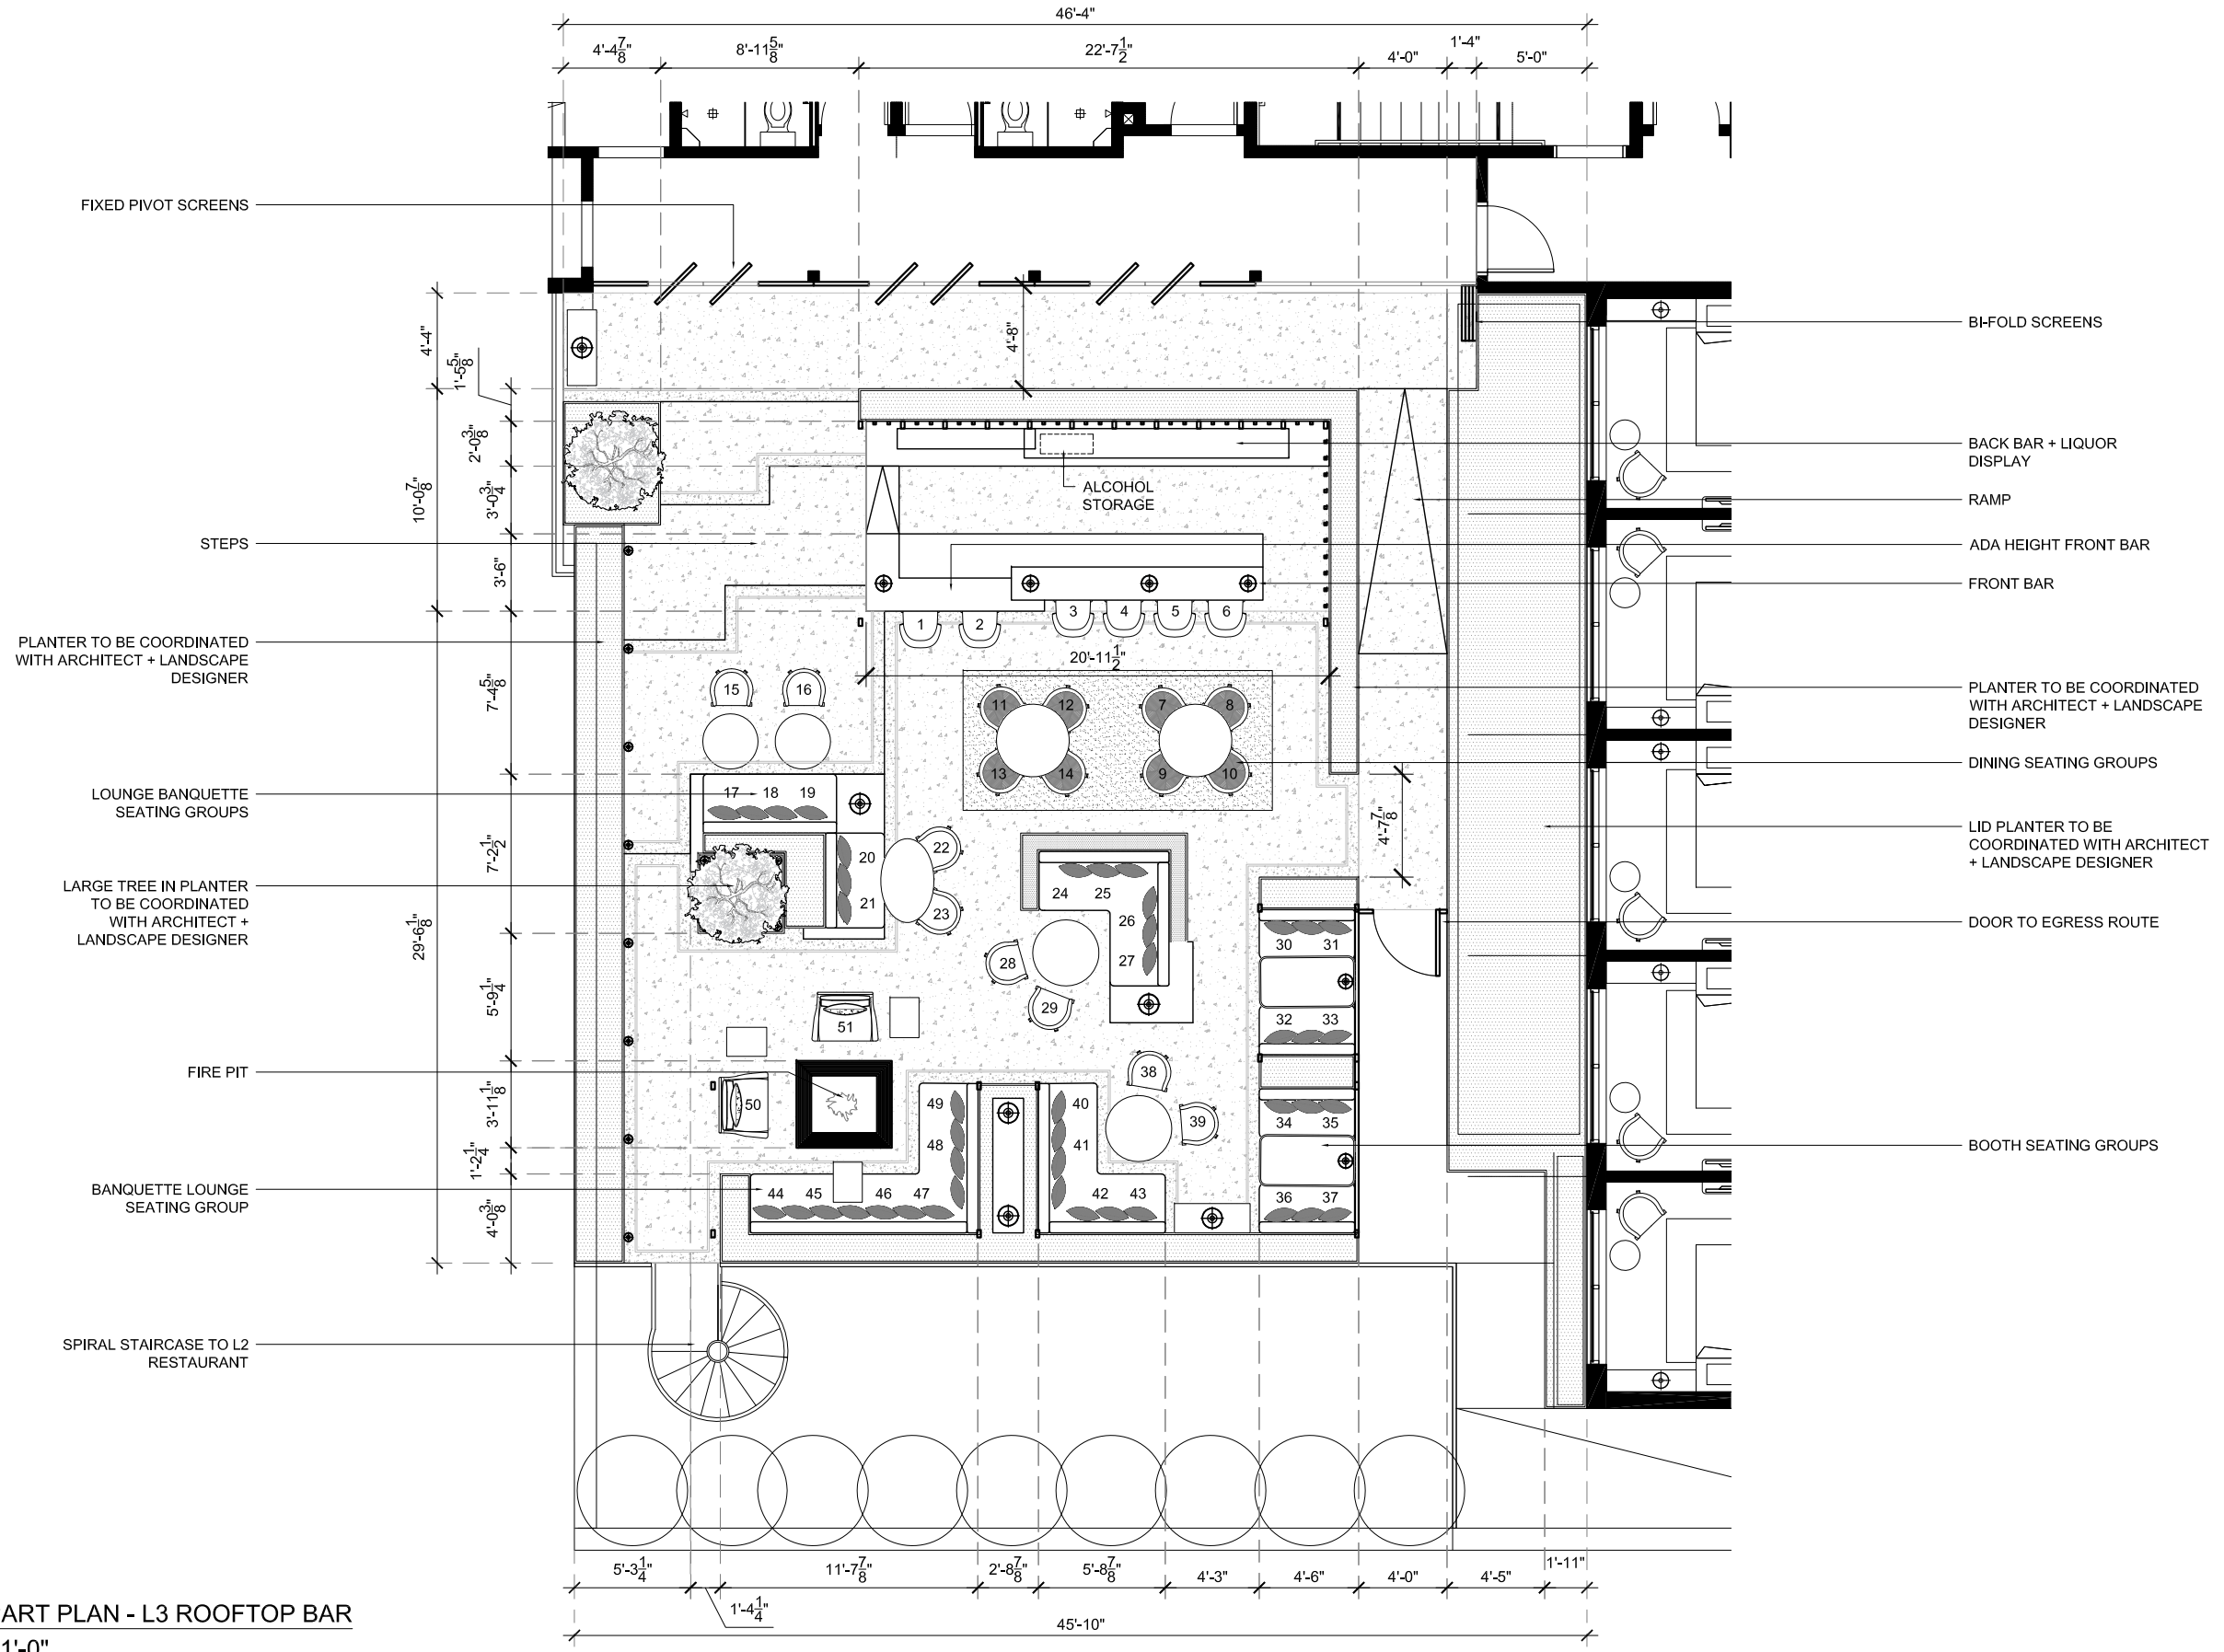 46'-4"
4'-4 7/8"
8'-11 5/8"
22'-7 1/2"
4'-0"
1'-4"
5'-0"
FIXED PIVOT SCREENS
4'-4"
1'-5 5/8"
2'-0 3/8"
10'-0 7/8"
3'-0 3/4"
3'-6"
4'-8"
BI-FOLD SCREENS
BACK BAR + LIQUOR
DISPLAY
ALCOHOL
STORAGE
RAMP
STEPS
ADA HEIGHT FRONT BAR
FRONT BAR
1
2
3
4
5
6
PLANTER TO BE COORDINATED
WITH ARCHITECT + LANDSCAPE
DESIGNER
20'-11 1/2"
7'-4 5/8"
15
16
11
12
7
8
13
14
9
10
PLANTER TO BE COORDINATED
WITH ARCHITECT + LANDSCAPE
DESIGNER
DINING SEATING GROUPS
LOUNGE BANQUETTE
SEATING GROUPS
17
18
19
4'-7 7/8"
LID PLANTER TO BE
COORDINATED WITH ARCHITECT
+ LANDSCAPE DESIGNER
7'-2 1/2"
20
21
22
23
24
25
26
27
28
29
LARGE TREE IN PLANTER
TO BE COORDINATED
WITH ARCHITECT +
LANDSCAPE DESIGNER
29'-6 1/8"
DOOR TO EGRESS ROUTE
30
31
32
33
5'-9 1/4"
51
FIRE PIT
3'-11 1/8"
50
49
48
40
41
38
39
34
35
BOOTH SEATING GROUPS
1'-2 1/4"
BANQUETTE LOUNGE
SEATING GROUP
44
45
46
47
42
43
36
37
4'-0 3/8"
SPIRAL STAIRCASE TO L2
RESTAURANT
5'-3 1/4"
1'-4 1/4"
11'-7 7/8"
2'-8 7/8"
5'-8 7/8"
4'-3"
4'-6"
4'-0"
4'-5"
1'-11"
45'-10"
ART PLAN - L3 ROOFTOP BAR
1'-0"